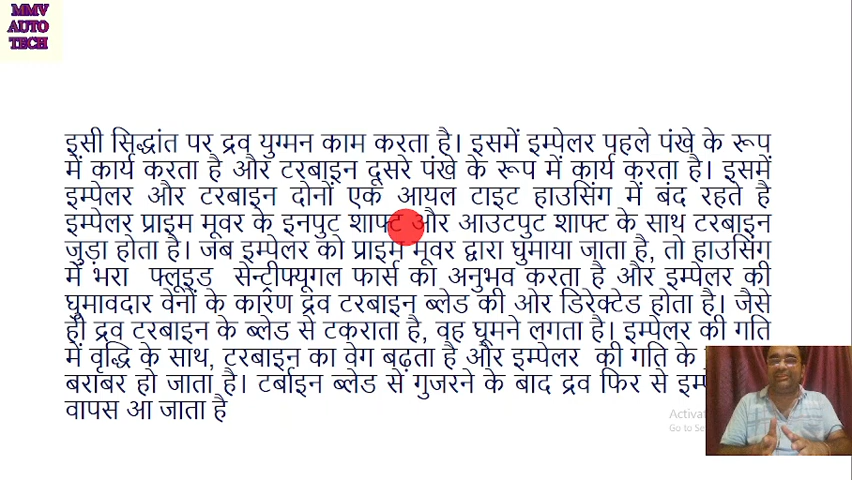 MMV
AUTO
TECH
इसी सिद्धांत पर द्रव युग्मन काम करता है। इसमें इम्पेलर पहले पंखे के रूप
में कार्य करता है और टरबाइन दूसरे पंखे के रूप में कार्य करता है। इसमें
इम्पेलर और टरबाइन दोनों एक आयल टाइट हाउसिंग में बंद रहते है
इम्पेलर प्राइम मूवर के इनपुट शाफ्ट और आउटपुट शाफ्ट के साथ टरबाइन
जुड़ा होता है। जब इम्पेलर को प्राइम मूवर द्वारा घुमाया जाता है, तो हाउसिंग
में भरा फ्लूइड सेन्ट्रीफ्यूगल फार्स का अनुभव करता है और इम्पेलर की
घुमावदार वेनों के कारण द्रव टरबाइन ब्लेड की ओर डिरेक्टेड होता है। जैसे
ही द्रव टरबाइन के ब्लेड से टकराता है, वह घूमने लगता है। इम्पेलर की गति
में वृद्धि के साथ, टरबाइन का वेग बढ़ता है और इम्पेलर की गति के
बराबर हो जाता है। टर्बाइन ब्लेड से गुजरने के बाद द्रव फिर से
वापस आ जाता है
Go to